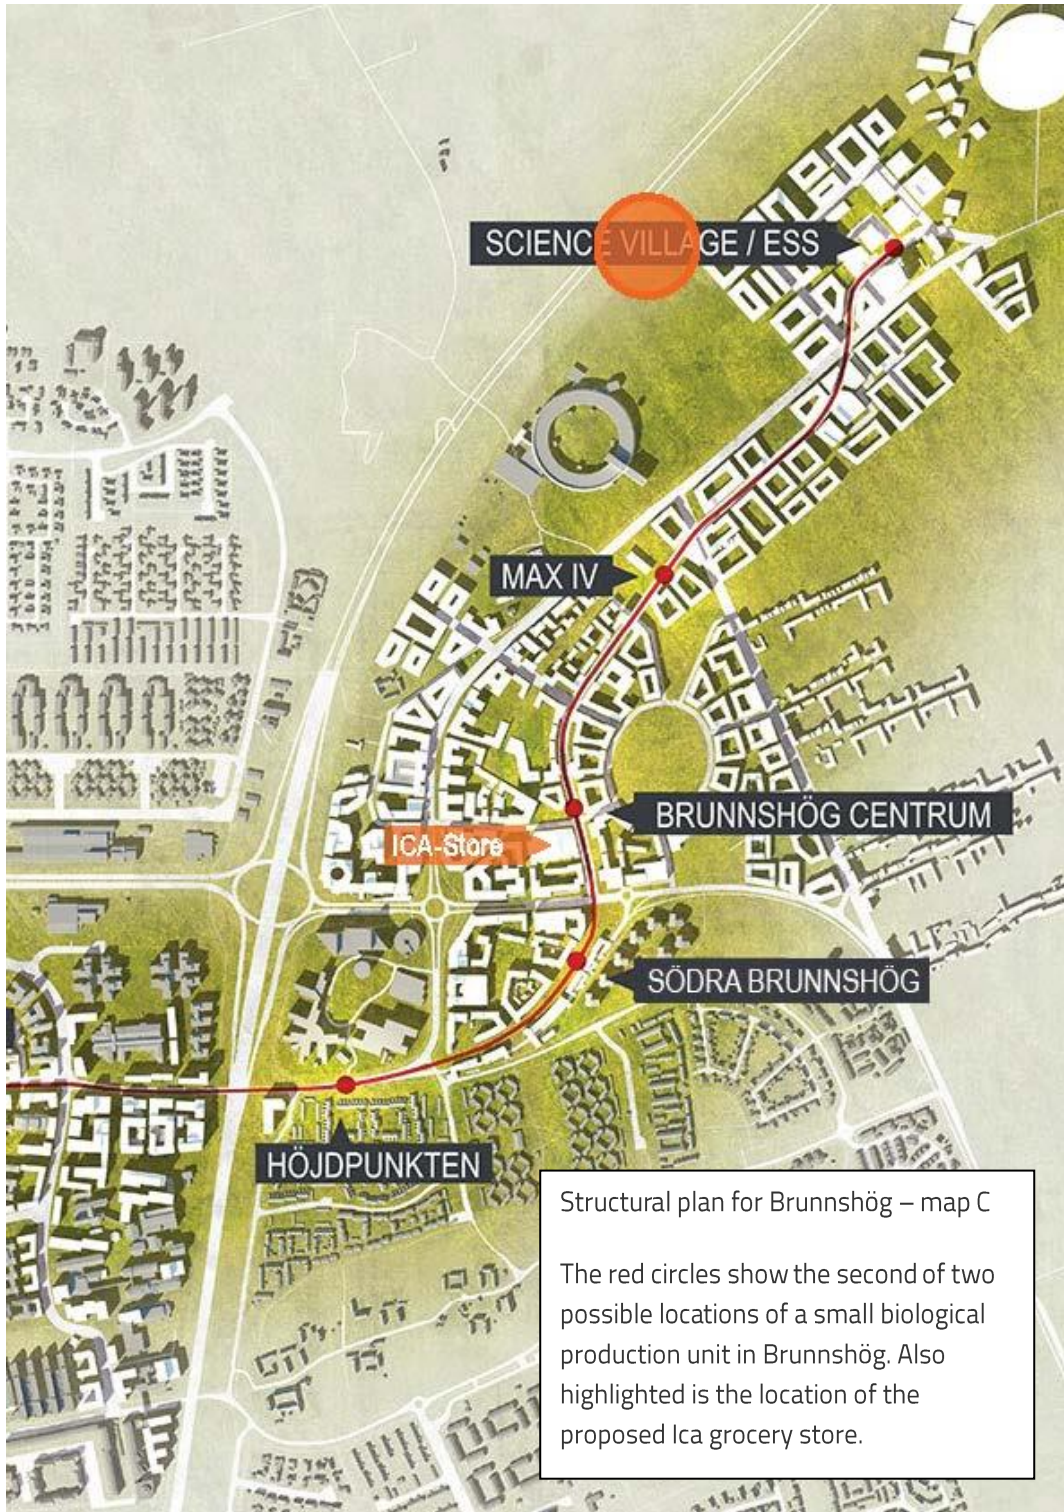 SCIENCE VILLAGE / ESS
MAX IV
BRUNNSHÖG CENTRUM
ICA-Store
SÖDRA BRUNNSHÖG
HÖJDPUNKTEN
Structural plan for Brunnshög – map C
The red circles show the second of two
possible locations of a small biological
production unit in Brunnshög. Also
highlighted is the location of the
proposed Ica grocery store.